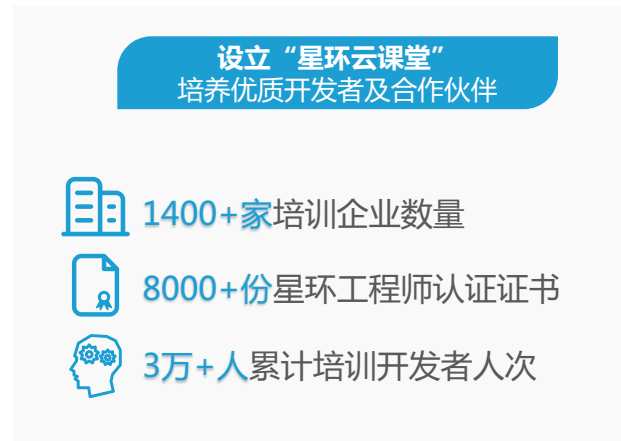 设立“星环云课堂”
培养优质开发者及合作伙伴
1400+家培训企业数量
8000+份星环工程师认证证书
3万+人累计培训开发者人次